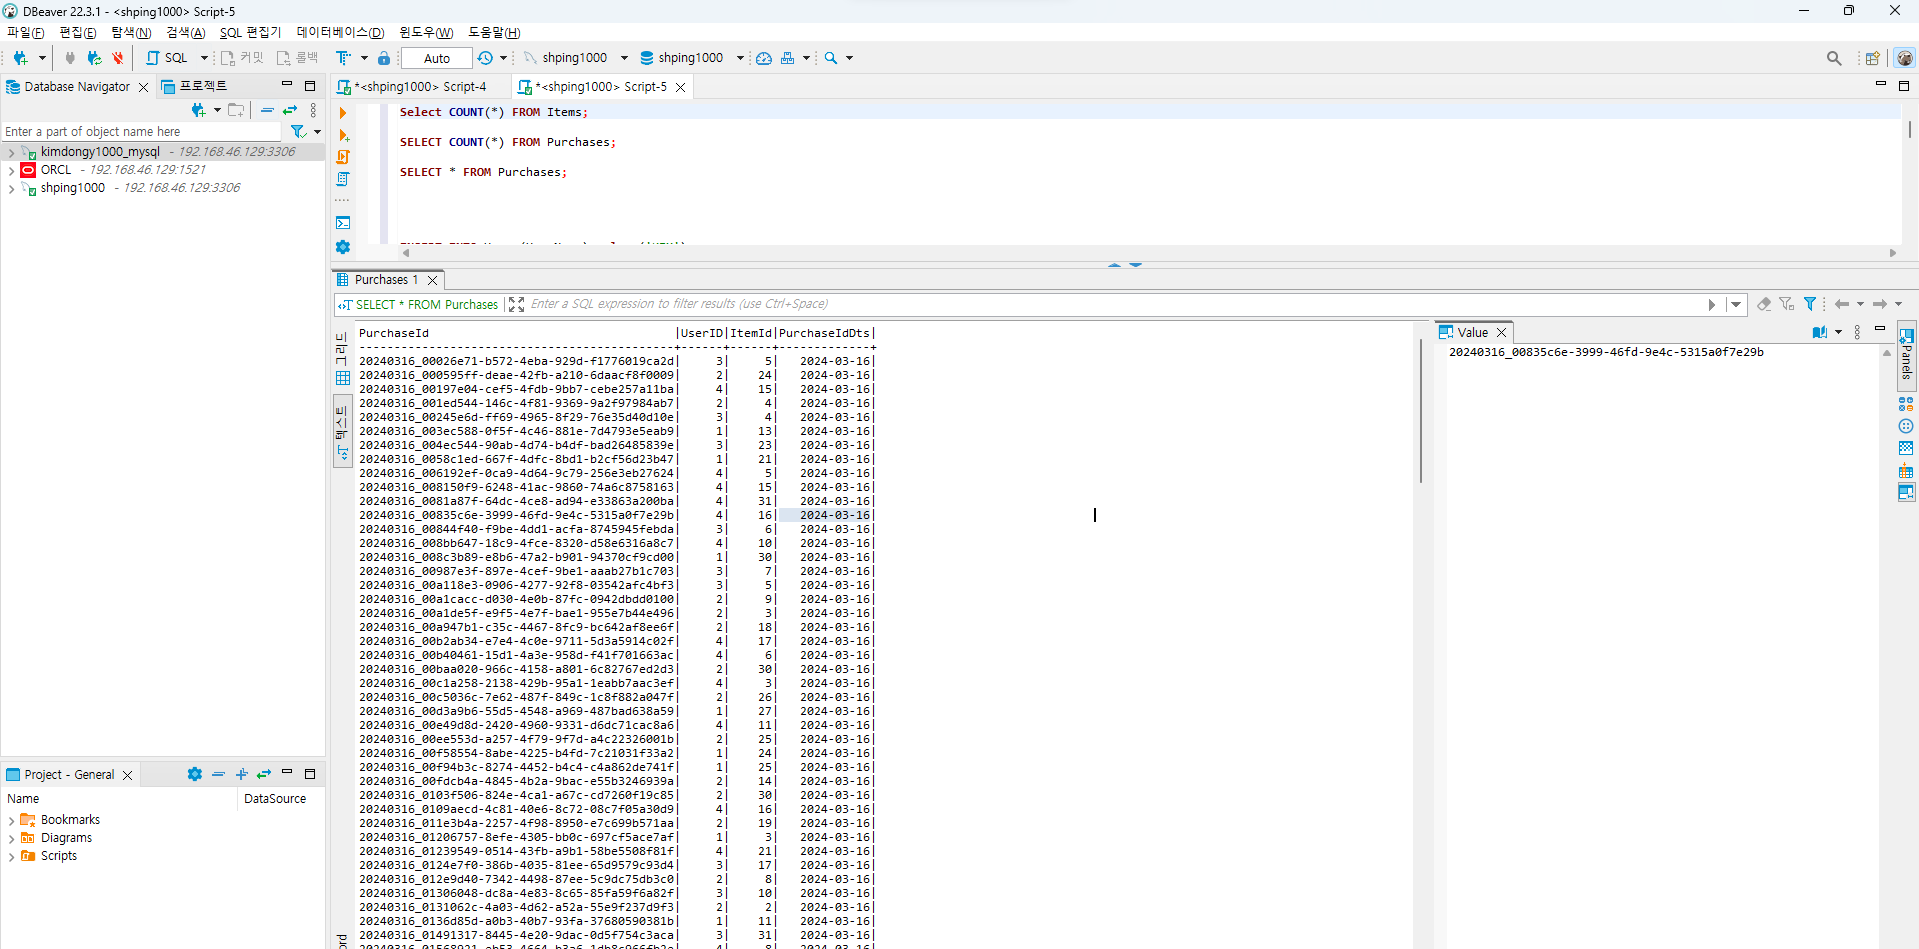 DBeaver 22.3.1 - <shping1000> Script-5
파일(F) 편집(E) 탐색(N) 검색(A) SQL 편집기 데이터베이스(D) 윈도우(W) 도움말(H)
SQL 커밋 롤백 Auto shping1000 shping1000
Database Navigator 프로젝트
Enter a part of object name here
kimdongy1000_mysql - 192.168.46.129:3306
ORCL - 192.168.46.129:1521
shping1000 - 192.168.46.129:3306
Project - General
Name DataSource
Bookmarks
Diagrams
Scripts
*<shping1000> Script-4 *<shping1000> Script-5
Select COUNT(*) FROM Items;
SELECT COUNT(*) FROM Purchases;
SELECT * FROM Purchases;
Purchases 1
SELECT * FROM Purchases Enter a SQL expression to filter results (use Ctrl+Space)
그리드
텍스트
PurchaseId |UserID|ItemId|PurchaseIdDts|
20240316_00026e71-b572-4eba-929d-f1776019ca2d| 3| 5| 2024-03-16|
20240316_000595ff-deae-42fb-a210-6daacf8f0009| 2| 24| 2024-03-16|
20240316_00197e04-cef5-4fdb-9bb7-cebe257a11ba| 4| 15| 2024-03-16|
20240316_001ed544-146c-4f81-9369-9a2f97984ab7| 2| 4| 2024-03-16|
20240316_00245e6d-ff69-4965-8f29-76e35d40d10e| 3| 4| 2024-03-16|
20240316_003ec588-0f5f-4c46-881e-7d4793e5eab9| 1| 13| 2024-03-16|
20240316_004ec544-90ab-4d74-b4df-bad26485839e| 3| 23| 2024-03-16|
20240316_0058c1ed-667f-4dfc-8bd1-b2cf56d23b47| 1| 21| 2024-03-16|
20240316_006192ef-0ca9-4d64-9c79-256e3eb27624| 4| 5| 2024-03-16|
20240316_008150f9-6248-41ac-9860-74a6c8758163| 4| 15| 2024-03-16|
20240316_0081a87f-64dc-4ce8-ad94-e33863a200ba| 4| 31| 2024-03-16|
20240316_00835c6e-3999-46fd-9e4c-5315a0f7e29b| 4| 16| 2024-03-16|
20240316_00844f40-f9be-4dd1-acfa-8745945febda| 3| 6| 2024-03-16|
20240316_008bb647-18c9-4fce-8320-d58e6316a8c7| 4| 10| 2024-03-16|
20240316_008c3b89-e8b6-47a2-b901-94370cf9cd00| 1| 30| 2024-03-16|
20240316_00987e3f-897e-4cef-9be1-aaab27b1c703| 3| 7| 2024-03-16|
20240316_00a118e3-0906-4277-92f8-03542afc4bf3| 3| 5| 2024-03-16|
20240316_00a1cacc-d030-4e0b-87fc-0942dbdd0100| 2| 9| 2024-03-16|
20240316_00a1de5f-e9f5-4e7f-bae1-955e7b44e496| 2| 3| 2024-03-16|
20240316_00a947b1-c35c-4467-8fc9-bc642af8ee6f| 2| 18| 2024-03-16|
20240316_00b2ab34-e7e4-4c0e-9711-5d3a5914c02f| 4| 17| 2024-03-16|
20240316_00b40461-15d1-4a3e-958d-f41f701663ac| 4| 6| 2024-03-16|
20240316_00baa020-966c-4158-a801-6c82767ed2d3| 2| 30| 2024-03-16|
20240316_00c1a258-2138-429b-95a1-1eabb7aac3ef| 4| 3| 2024-03-16|
20240316_00c5036c-7e62-487f-849c-1c8f882a047f| 2| 26| 2024-03-16|
20240316_00d3a9b6-55d5-4548-a969-487bad638a59| 1| 27| 2024-03-16|
20240316_00e49d8d-2420-4960-9331-d6dc71cac8a6| 4| 11| 2024-03-16|
20240316_00ee553d-a257-4f79-9f7d-a4c22326001b| 2| 25| 2024-03-16|
20240316_00f58554-8abe-4225-b4fd-7c21031f33a2| 1| 24| 2024-03-16|
20240316_00f94b3c-8274-4452-b4c4-c4a862de741f| 1| 25| 2024-03-16|
20240316_00fdcb4a-4845-4b2a-9bac-e55b3246939a| 2| 14| 2024-03-16|
20240316_0103f506-824e-4ca1-a67c-cd7260f19c85| 2| 30| 2024-03-16|
20240316_0109aecd-4c81-40e6-8c72-08c7f05a30d9| 4| 16| 2024-03-16|
20240316_011e3b4a-2257-4f98-8950-e7c699b571aa| 2| 19| 2024-03-16|
20240316_01206757-8efe-4305-bb0c-697cf5ace7af| 1| 3| 2024-03-16|
20240316_01239549-0514-43fb-a9b1-58be5508f81f| 4| 21| 2024-03-16|
20240316_0124e7f0-386b-4035-81ee-65d9579c93d4| 3| 17| 2024-03-16|
20240316_012e9d40-7342-4498-87ee-5c9dc75db3c0| 2| 8| 2024-03-16|
20240316_01306048-dc8a-4e83-8c65-85fa59f6a82f| 3| 10| 2024-03-16|
20240316_0131062c-4a03-4d62-a52a-55e9f237d9f3| 2| 2| 2024-03-16|
20240316_0136d85d-a0b3-40b7-93fa-37680590381b| 1| 11| 2024-03-16|
20240316_01491317-8445-4e20-9dac-0d5f754c3aca| 3| 31| 2024-03-16|
Value
20240316_00835c6e-3999-46fd-9e4c-5315a0f7e29b
Panels